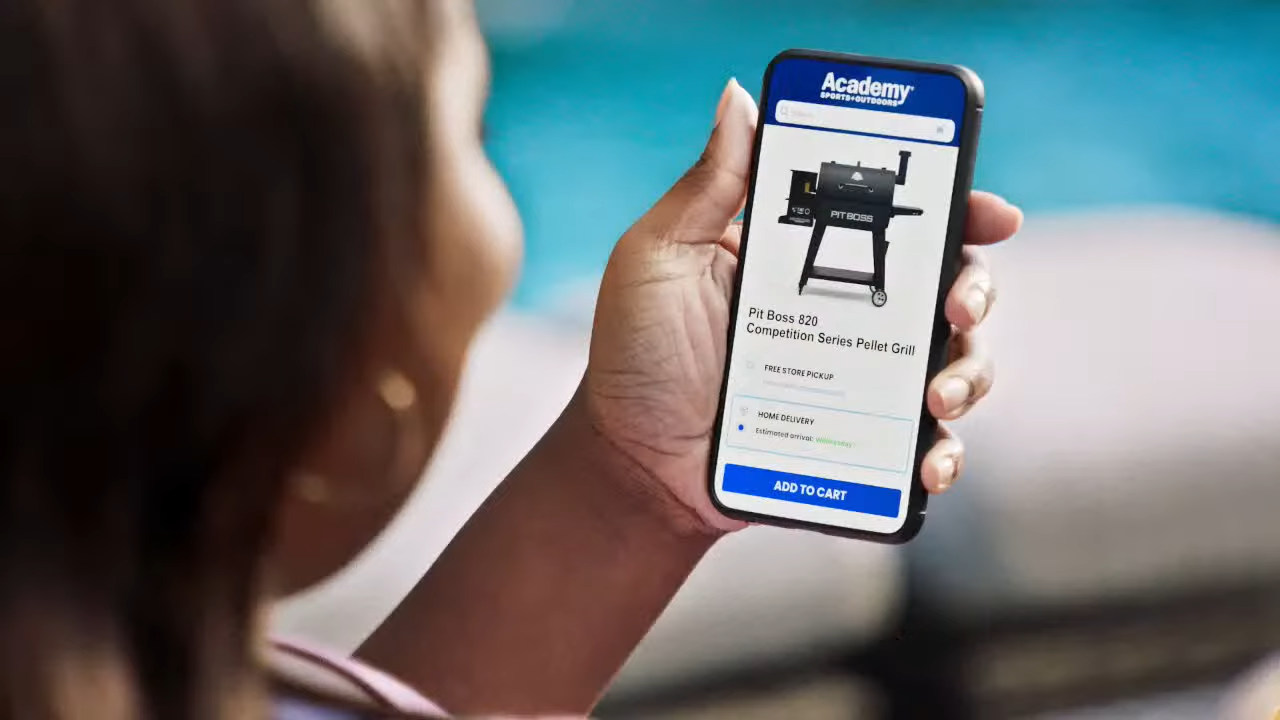 Academy
SPORTS+OUTDOORS
PIT BOSS
Pit Boss 820
Competition Series Pellet Grill
FREE STORE PICKUP
HOME DELIVERY
Estimated arrival: Wednesday
ADD TO CART